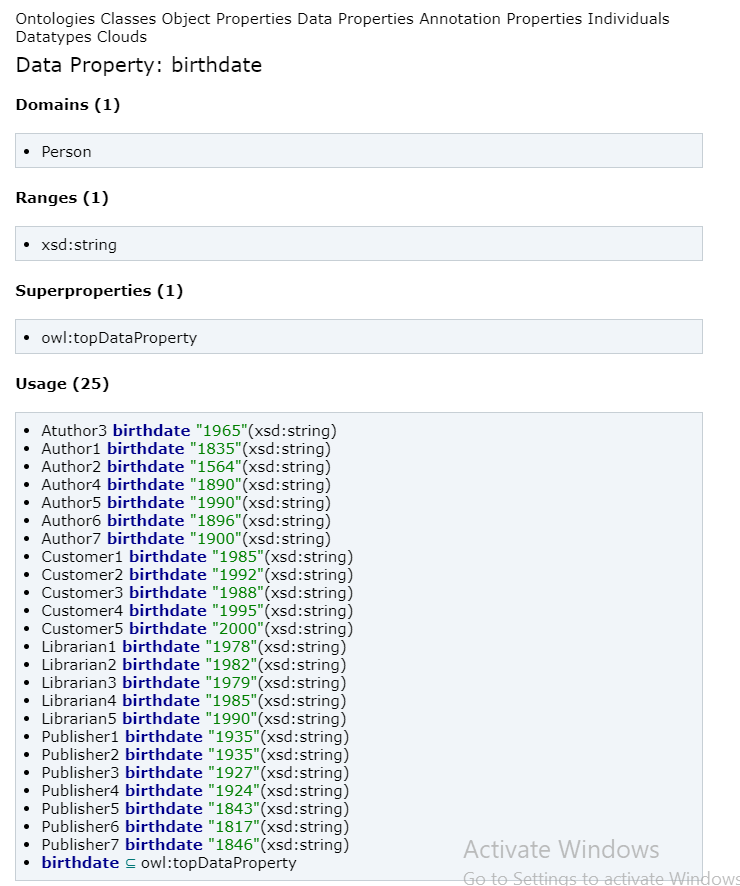 Ontologies Classes Object Properties Data Properties Annotation Properties Individuals
Datatypes Clouds
Data Property: birthdate
Domains (1)
• Person
Ranges (1)
• xsd:string
Superproperties (1)
• owl:topDataProperty
Usage (25)
• Atuthor3 birthdate "1965"(xsd:string)
• Author1 birthdate "1835"(xsd:string)
• Author2 birthdate "1564"(xsd:string)
• Author4 birthdate "1890"(xsd:string)
• Author5 birthdate "1990"(xsd:string)
• Author6 birthdate "1896"(xsd:string)
• Author7 birthdate "1900"(xsd:string)
• Customer1 birthdate "1985"(xsd:string)
• Customer2 birthdate "1992"(xsd:string)
• Customer3 birthdate "1988"(xsd:string)
• Customer4 birthdate "1995"(xsd:string)
• Customer5 birthdate "2000"(xsd:string)
• Librarian1 birthdate "1978"(xsd:string)
• Librarian2 birthdate "1982"(xsd:string)
• Librarian3 birthdate "1979"(xsd:string)
• Librarian4 birthdate "1985"(xsd:string)
• Librarian5 birthdate "1990"(xsd:string)
• Publisher1 birthdate "1935"(xsd:string)
• Publisher2 birthdate "1935"(xsd:string)
• Publisher3 birthdate "1927"(xsd:string)
• Publisher4 birthdate "1924"(xsd:string)
• Publisher5 birthdate "1843"(xsd:string)
• Publisher6 birthdate "1817"(xsd:string)
• Publisher7 birthdate "1846"(xsd:string)
• birthdate ⊆ owl:topDataProperty
Activate Windows
Go to Settings to activate Windows